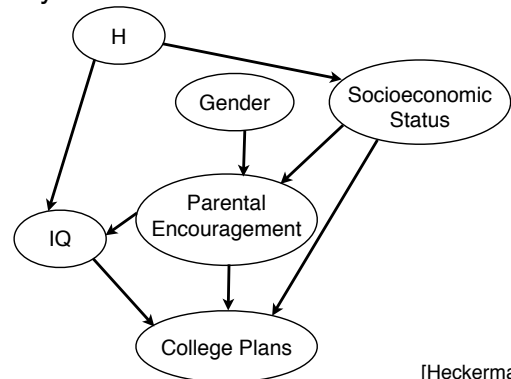 H
Gender
Socioeconomic
Status
Parental
Encouragement
IQ
College Plans